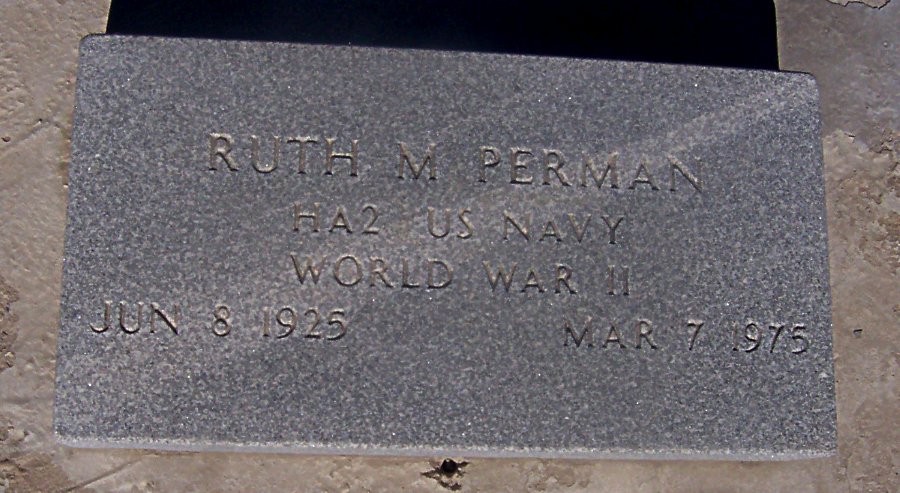 RUTH M PERMAN
HA2 US NAVY
WORLD WAR II
JUN 8 1925 MAR 7 1975